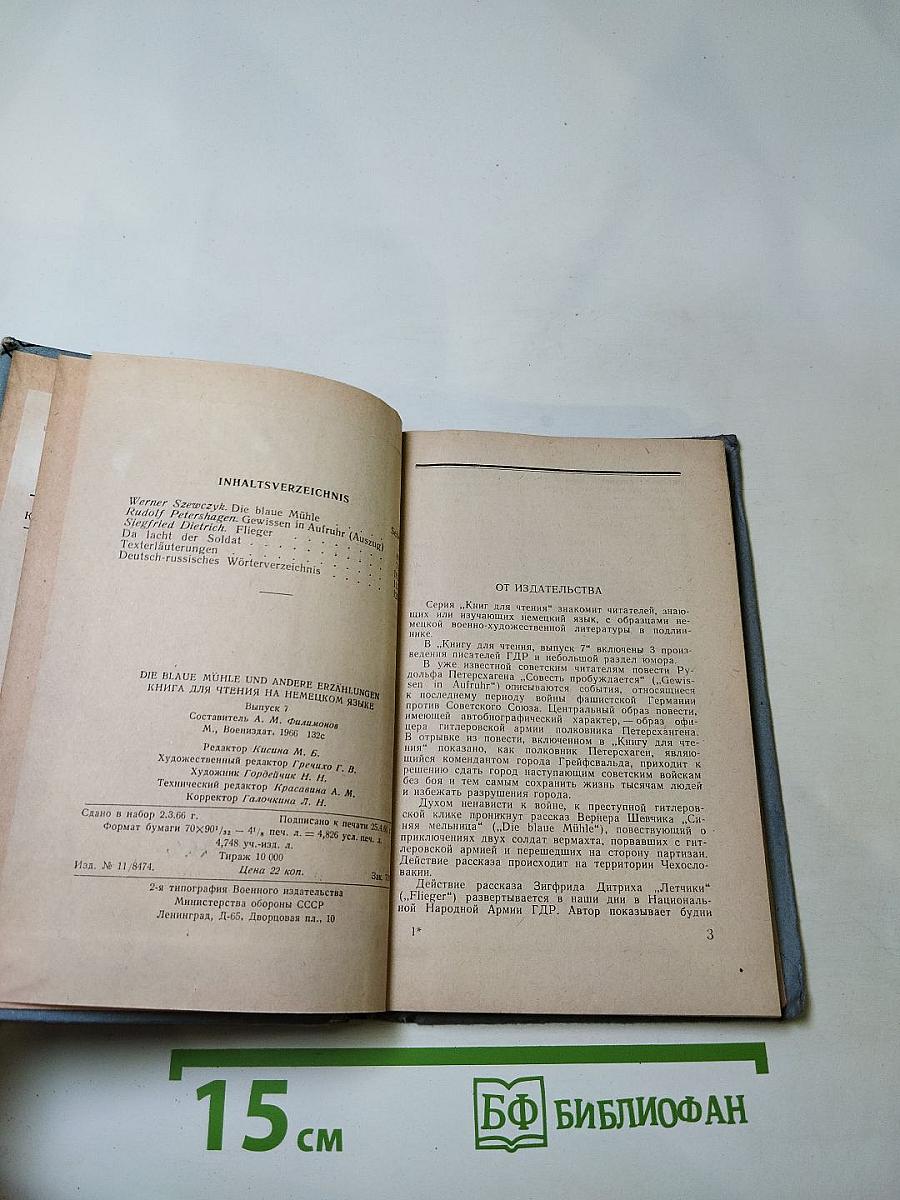 INHALTSVERZEICHNIS
Werner Szewczyk. Die blaue Mühle
Rudolf Petershagen. Gewissen in Aufruhr (Auszug)
Siegfried Dietrich. Flieger
Da lacht der Soldat
Texterläuterungen
Deutsch-russisches Wörterverzeichnis
DIE BLAUE MÜHLE UND ANDERE ERZÄHLUNGEN
КНИГА ДЛЯ ЧТЕНИЯ НА НЕМЕЦКОМ ЯЗЫКЕ
Выпуск 7
Составитель А. М. Филимонов
М., Воениздат. 1966 132с
Редактор Кисина М. Б.
Художественный редактор Гречихо Г. В.
Художник Гордейчик Н. Н.
Технический редактор Красавина А. М.
Корректор Галочкина Л. Н.
Сдано в набор 2.3.66 г. Подписано к печати
Формат бумаги 70×90¹/₃₂ — 4¹/₈ печ. л. = 4,826 усл. печ. л.
4,748 уч.-изд. л.
Тираж 10 000
Изд. № 11/8474. Цена 22 коп. Зак.
2-я типография Военного издательства
Министерства обороны СССР
Ленинград, Д-65, Дворцовая пл., 10
ОТ ИЗДАТЕЛЬСТВА
Серия „Книг для чтения“ знакомит читателей, знаю-
щих или изучающих немецкий язык, с образцами не-
мецкой военно-художественной литературы в подлин-
нике.
В „Книгу для чтения, выпуск 7“ включены 3 произ-
ведения писателей ГДР и небольшой раздел юмора.
В уже известной советским читателям повести Ру-
дольфа Петерсхагена „Совесть пробуждается“ („Gewis-
sen in Aufruhr“) описываются события, относящиеся
к последнему периоду войны фашистской Германии
против Советского Союза. Центральный образ повести,
имеющей автобиографический характер, — образ офи-
цера гитлеровской армии полковника Петерсхангена.
В отрывке из повести, включенном в „Книгу для чте-
ния“ показано, как полковник Петерсхаген, являю-
щийся комендантом города Грейфсвальда, приходит к
решению сдать город наступающим советским войскам
без боя и тем самым сохранить жизнь тысячам людей
и избежать разрушения города.
Духом ненависти к войне, к преступной гитлеров-
ской клике проникнут рассказ Вернера Шевчика „Си-
няя мельница“ („Die blaue Mühle“), повествующий о
приключениях двух солдат вермахта, порвавших с гит-
леровской армией и перешедших на сторону партизан.
Действие рассказа происходит на территории Чехосло-
вакии.
Действие рассказа Зигфрида Дитриха „Летчики“
(„Flieger“) развертывается в наши дни в Националь-
ной Народной Армии ГДР. Автор показывает будни
1* 3
15 см
БФ БИБЛИОФАН